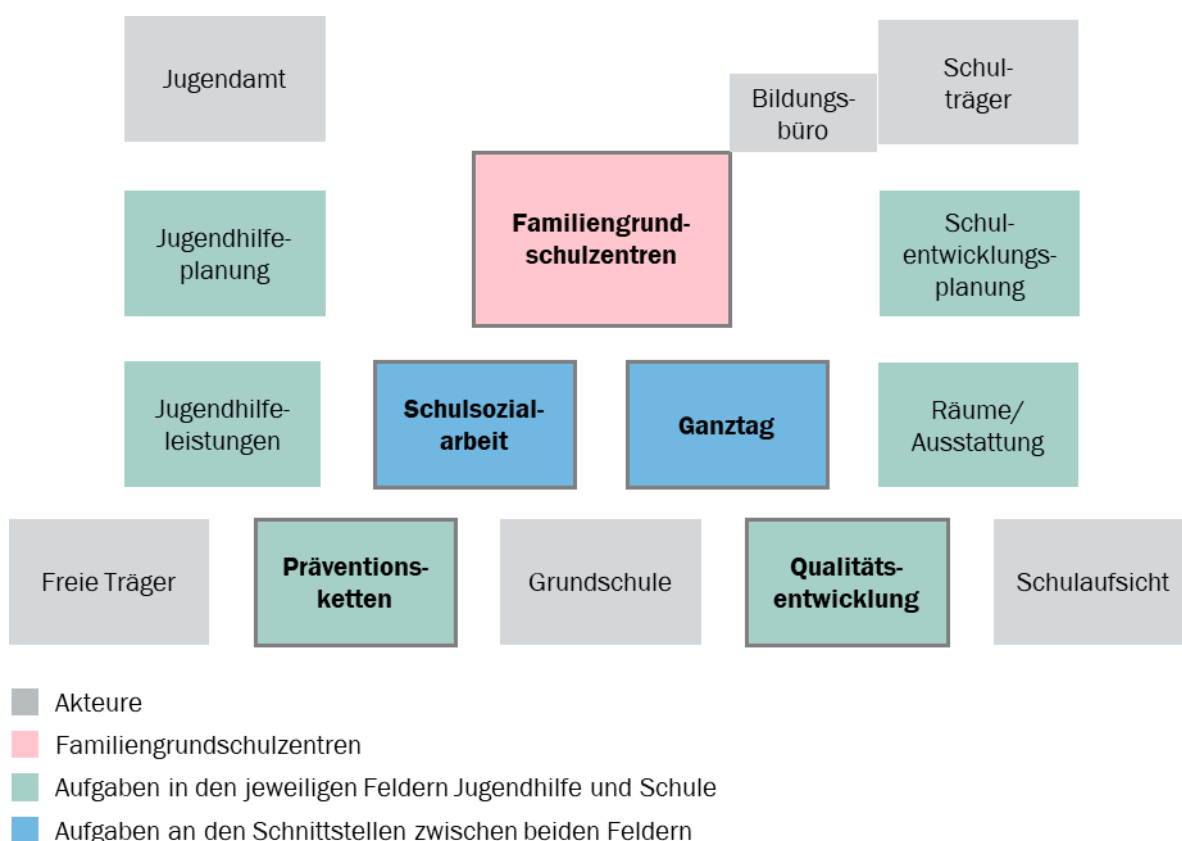 Jugendamt
Bildungs-
büro
Schul-
träger
Familiengrund-
schulzentren
Jugendhilfe-
planung
Schul-
entwicklungs-
planung
Jugendhilfe-
leistungen
Schulsozial-
arbeit
Ganztag
Räume/
Ausstattung
Freie Träger
Präventions-
ketten
Grundschule
Qualitäts-
entwicklung
Schulaufsicht
Akteure
Familiengrundschulzentren
Aufgaben in den jeweiligen Feldern Jugendhilfe und Schule
Aufgaben an den Schnittstellen zwischen beiden Feldern